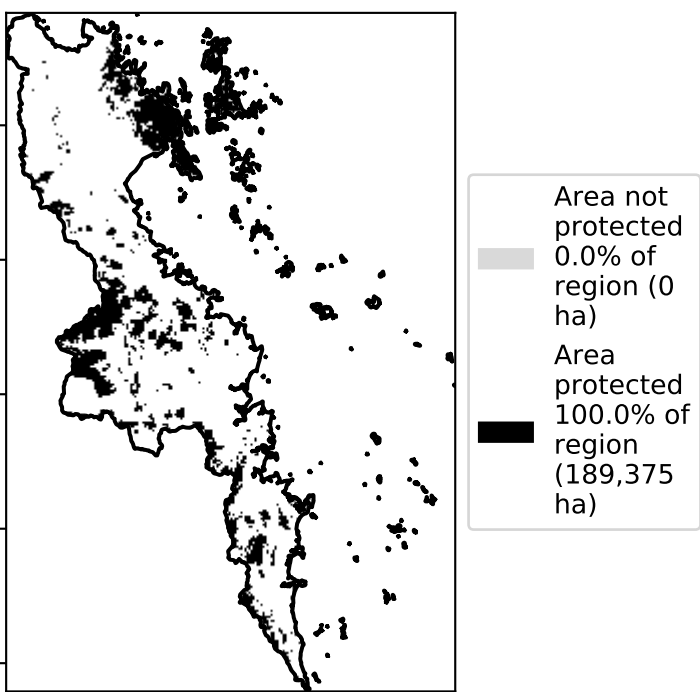 Area not
protected
0.0% of
region (0
ha)
Area
protected
100.0% of
region
(189,375
ha)